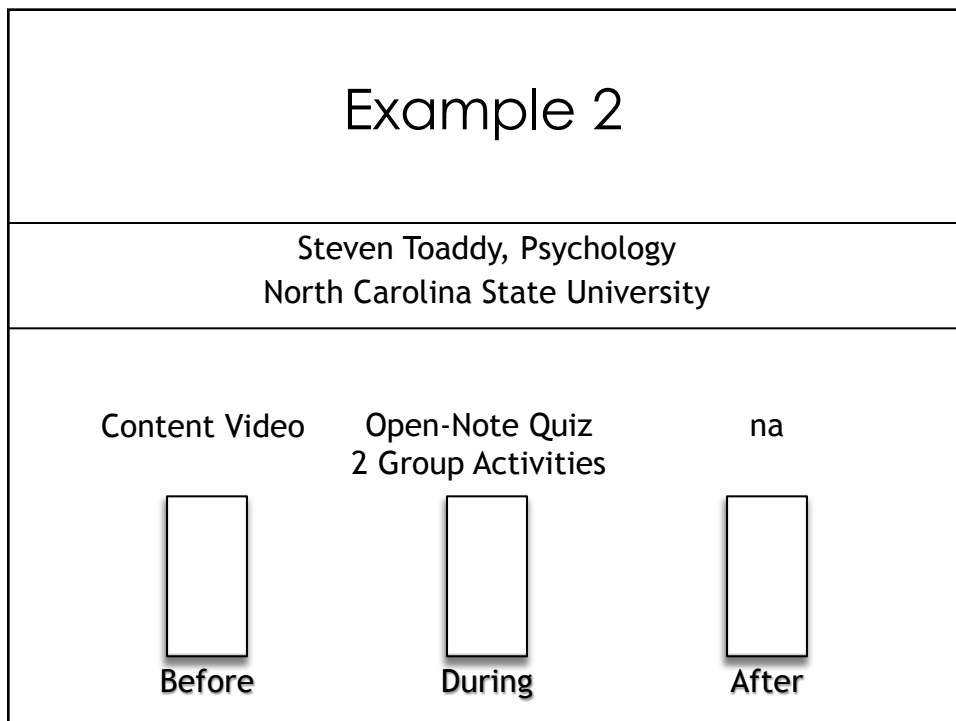 Example 2
Steven Toaddy, Psychology
North Carolina State University
Content Video
Open-Note Quiz
2 Group Activities
na
Before
During
After